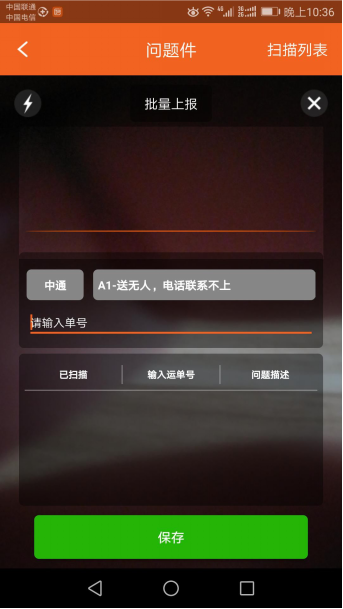 中国联通
中国电信
晚上10:36
问题件
扫描列表
批量上报
中通
A1-送无人，电话联系不上
请输入单号
已扫描
输入运单号
问题描述
保存